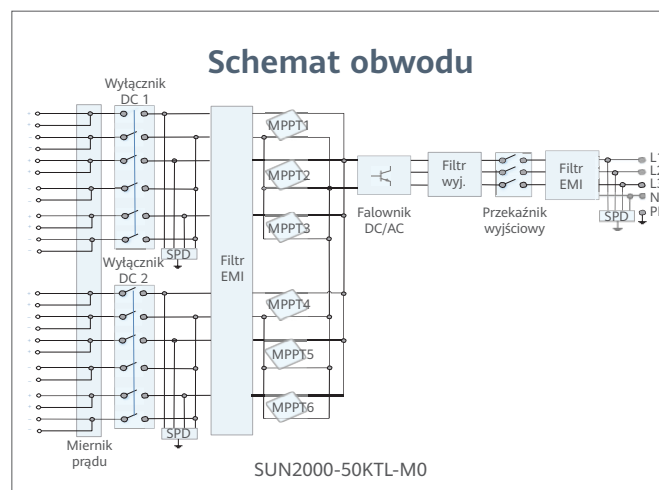 Schemat obwodu
Wyłącznik
DC 1
MPPT1
MPPT2
MPPT3
SPD
Filtr
EMI
Wyłącznik
DC 2
MPPT4
MPPT5
MPPT6
SPD
Miernik
prądu
Falownik
DC/AC
Filtr
wyj.
Przekaźnik
wyjściowy
Filtr
EMI
SPD
N
SUN2000-50KTL-M0